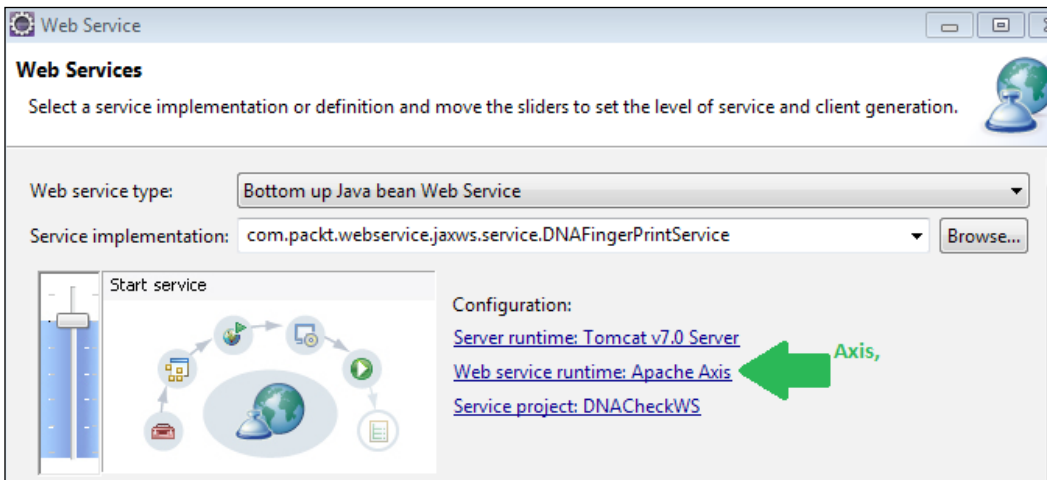 Web Service
Web Services
Select a service implementation or definition and move the sliders to set the level of service and client generation.
Web service type:
Bottom up Java bean Web Service
Service implementation:
com.packt.webservice.jaxws.service.DNAFingerPrintService
Browse...
Start service
Configuration:
Server runtime: Tomcat v7.0 Server
Web service runtime: Apache Axis
Axis,
Service project: DNACheckWS